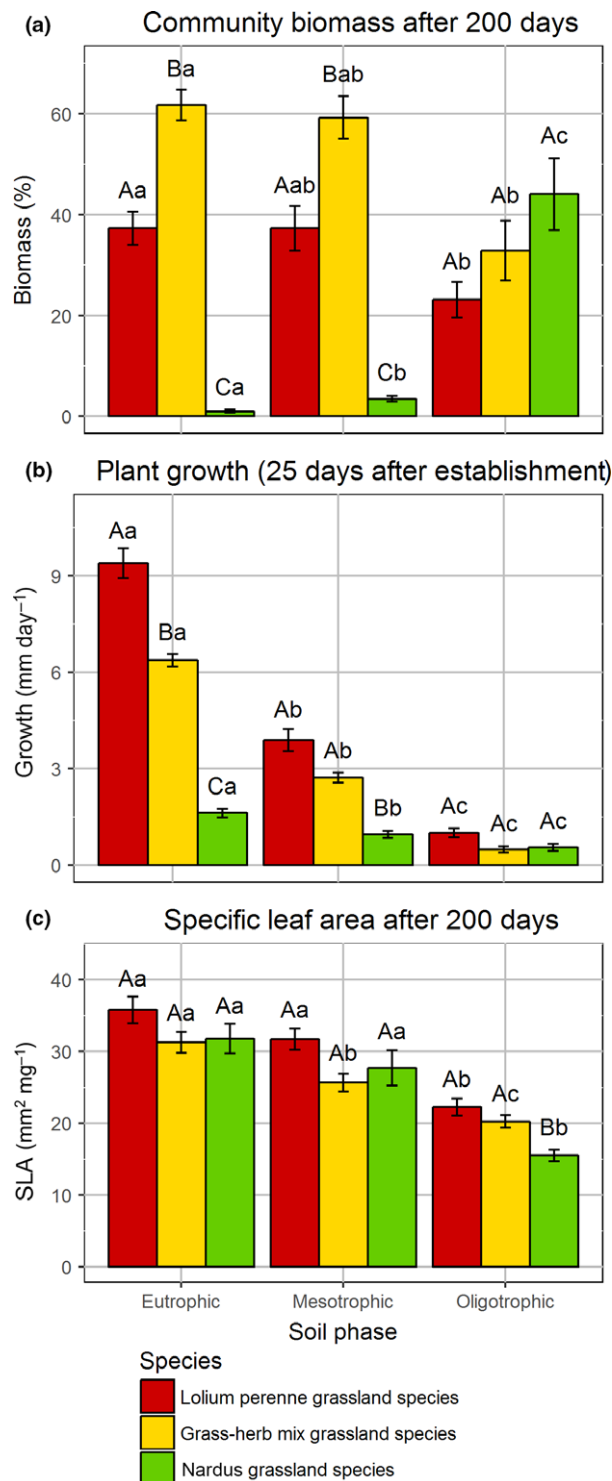 (a) Community biomass after 200 days
Biomass (%)
60
40
20
0
Aa
Ba
Ca
Aab
Bab
Cb
Ab
Ab
Ac
(b) Plant growth (25 days after establishment)
Growth (mm day⁻¹)
9
6
3
0
Aa
Ba
Ca
Ab
Ab
Bb
Ac
Ac
Ac
(c) Specific leaf area after 200 days
SLA (mm² mg⁻¹)
40
30
20
10
0
Aa
Aa
Aa
Aa
Ab
Aa
Ab
Ac
Bb
Eutrophic Mesotrophic Oligotrophic
Soil phase
Species
Lolium perenne grassland species
Grass-herb mix grassland species
Nardus grassland species